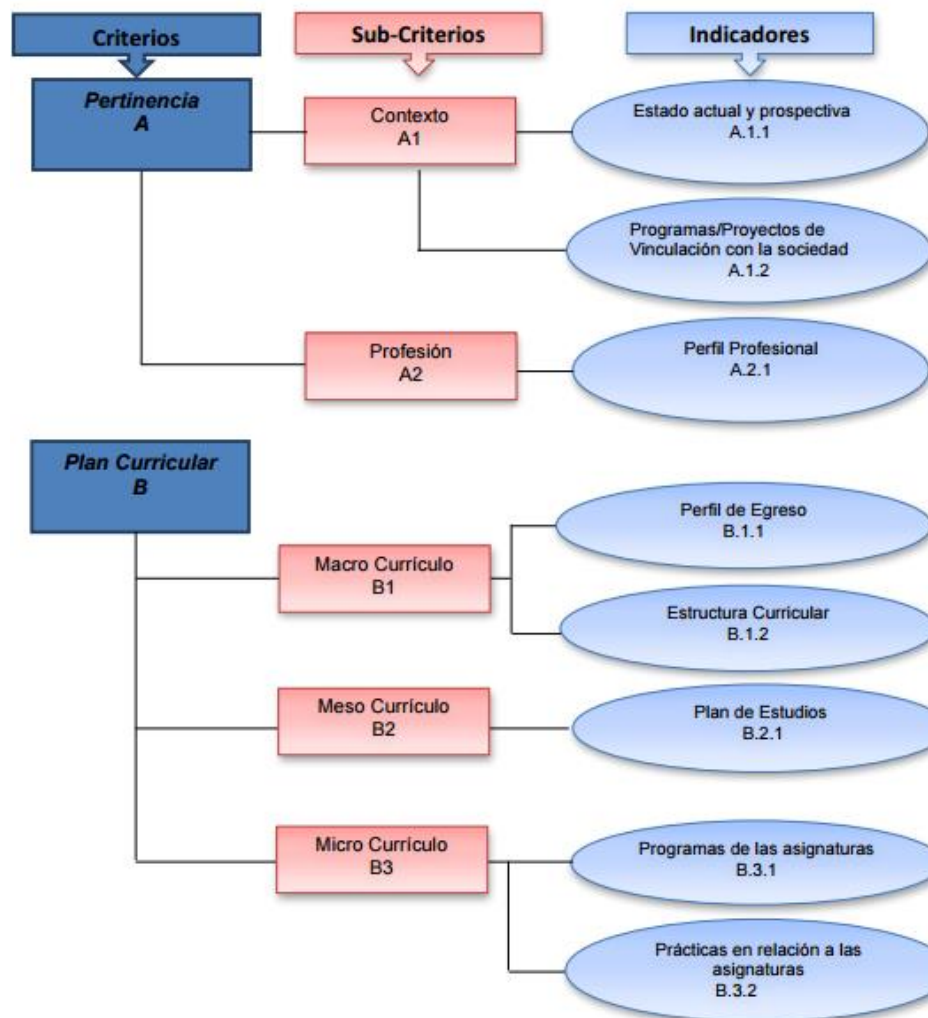 Criterios
Sub-Criterios
Indicadores
Pertinencia
A
Contexto
A1
Estado actual y prospectiva
A.1.1
Programas/Proyectos de
Vinculación con la sociedad
A.1.2
Profesión
A2
Perfil Profesional
A.2.1
Plan Curricular
B
Macro Currículo
B1
Perfil de Egreso
B.1.1
Estructura Curricular
B.1.2
Meso Currículo
B2
Plan de Estudios
B.2.1
Micro Currículo
B3
Programas de las asignaturas
B.3.1
Prácticas en relación a las
asignaturas
B.3.2